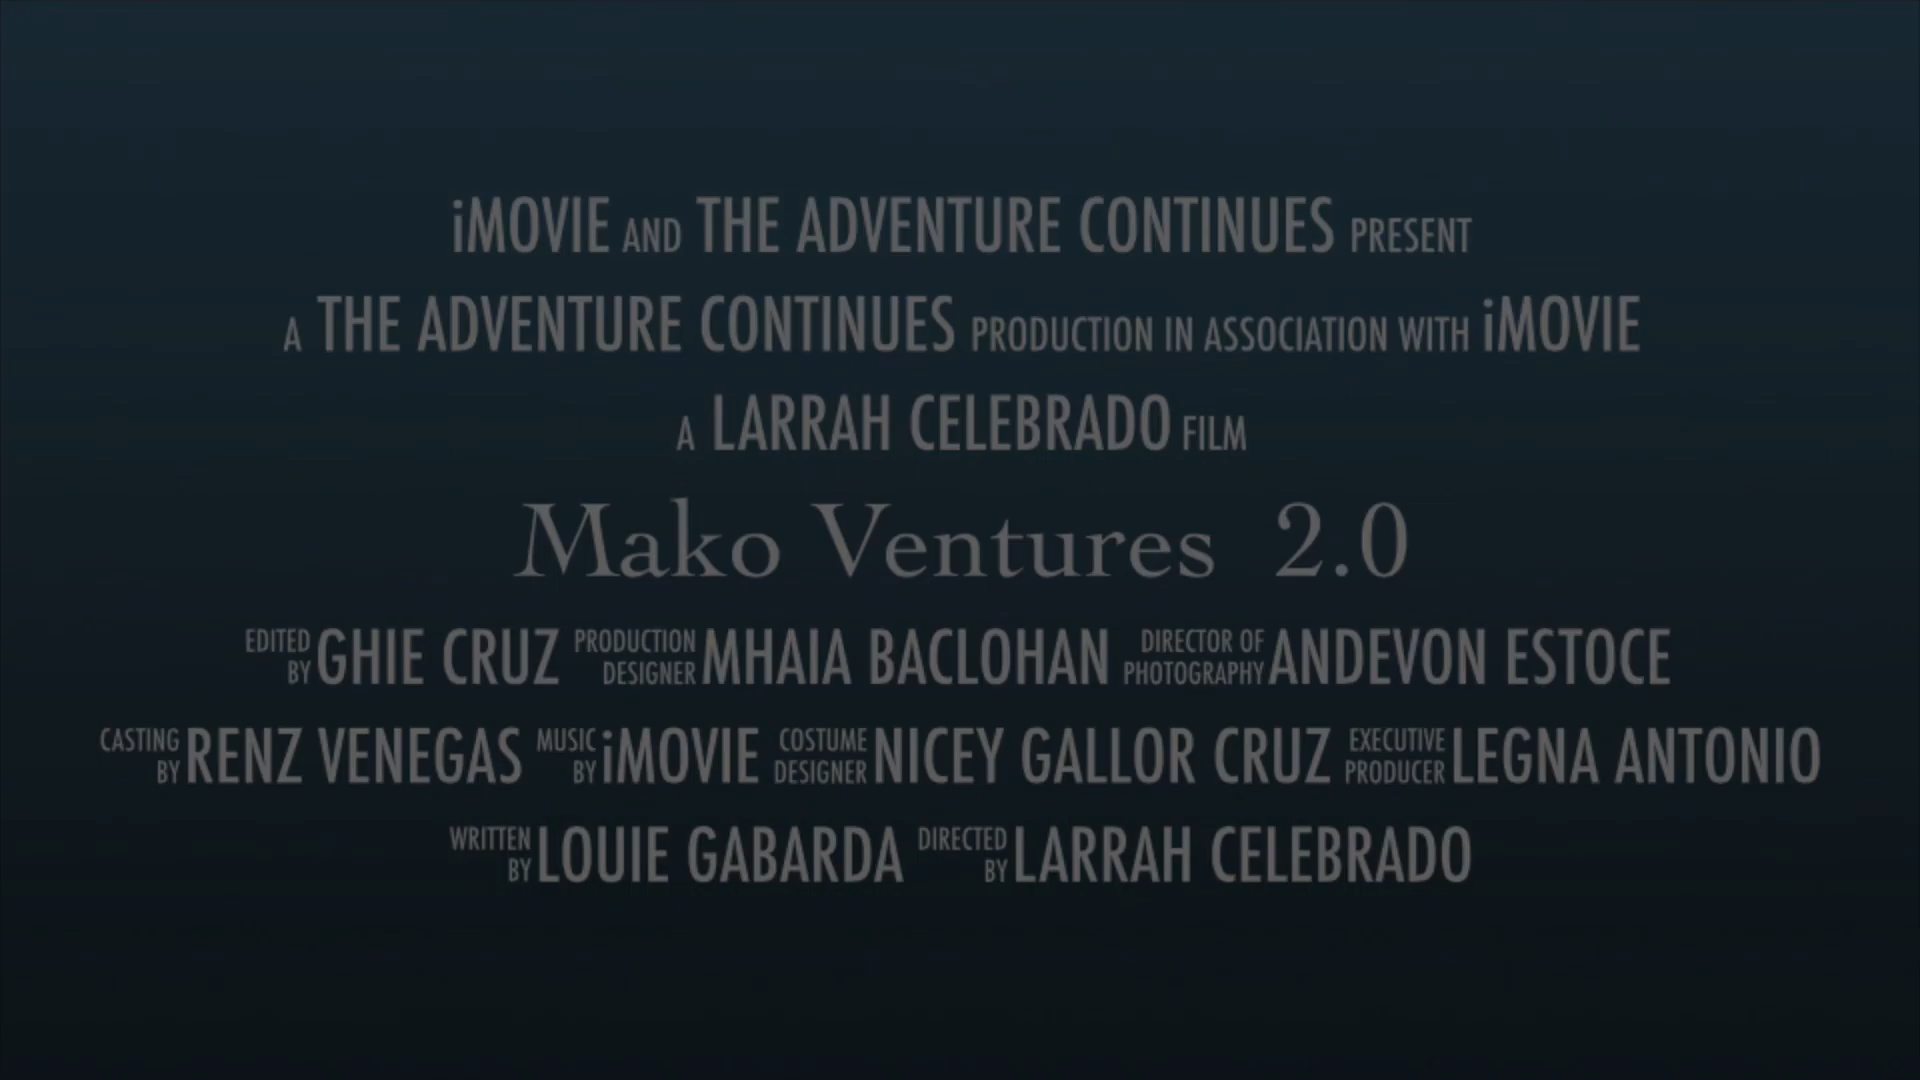 iMOVIE AND THE ADVENTURE CONTINUES PRESENT
A THE ADVENTURE CONTINUES PRODUCTION IN ASSOCIATION WITH iMOVIE
A LARRAH CELEBRADO FILM
Mako Ventures 2.0
EDITED BY GHIE CRUZ PRODUCTION DESIGNER MHAIA BACLOHAN DIRECTOR OF PHOTOGRAPHY ANDEVON ESTOCE
CASTING BY RENZ VENEGAS MUSIC BY iMOVIE COSTUME DESIGNER NICEY GALLOR CRUZ EXECUTIVE PRODUCER LEGNA ANTONIO
WRITTEN BY LOUIE GABARDA DIRECTED BY LARRAH CELEBRADO